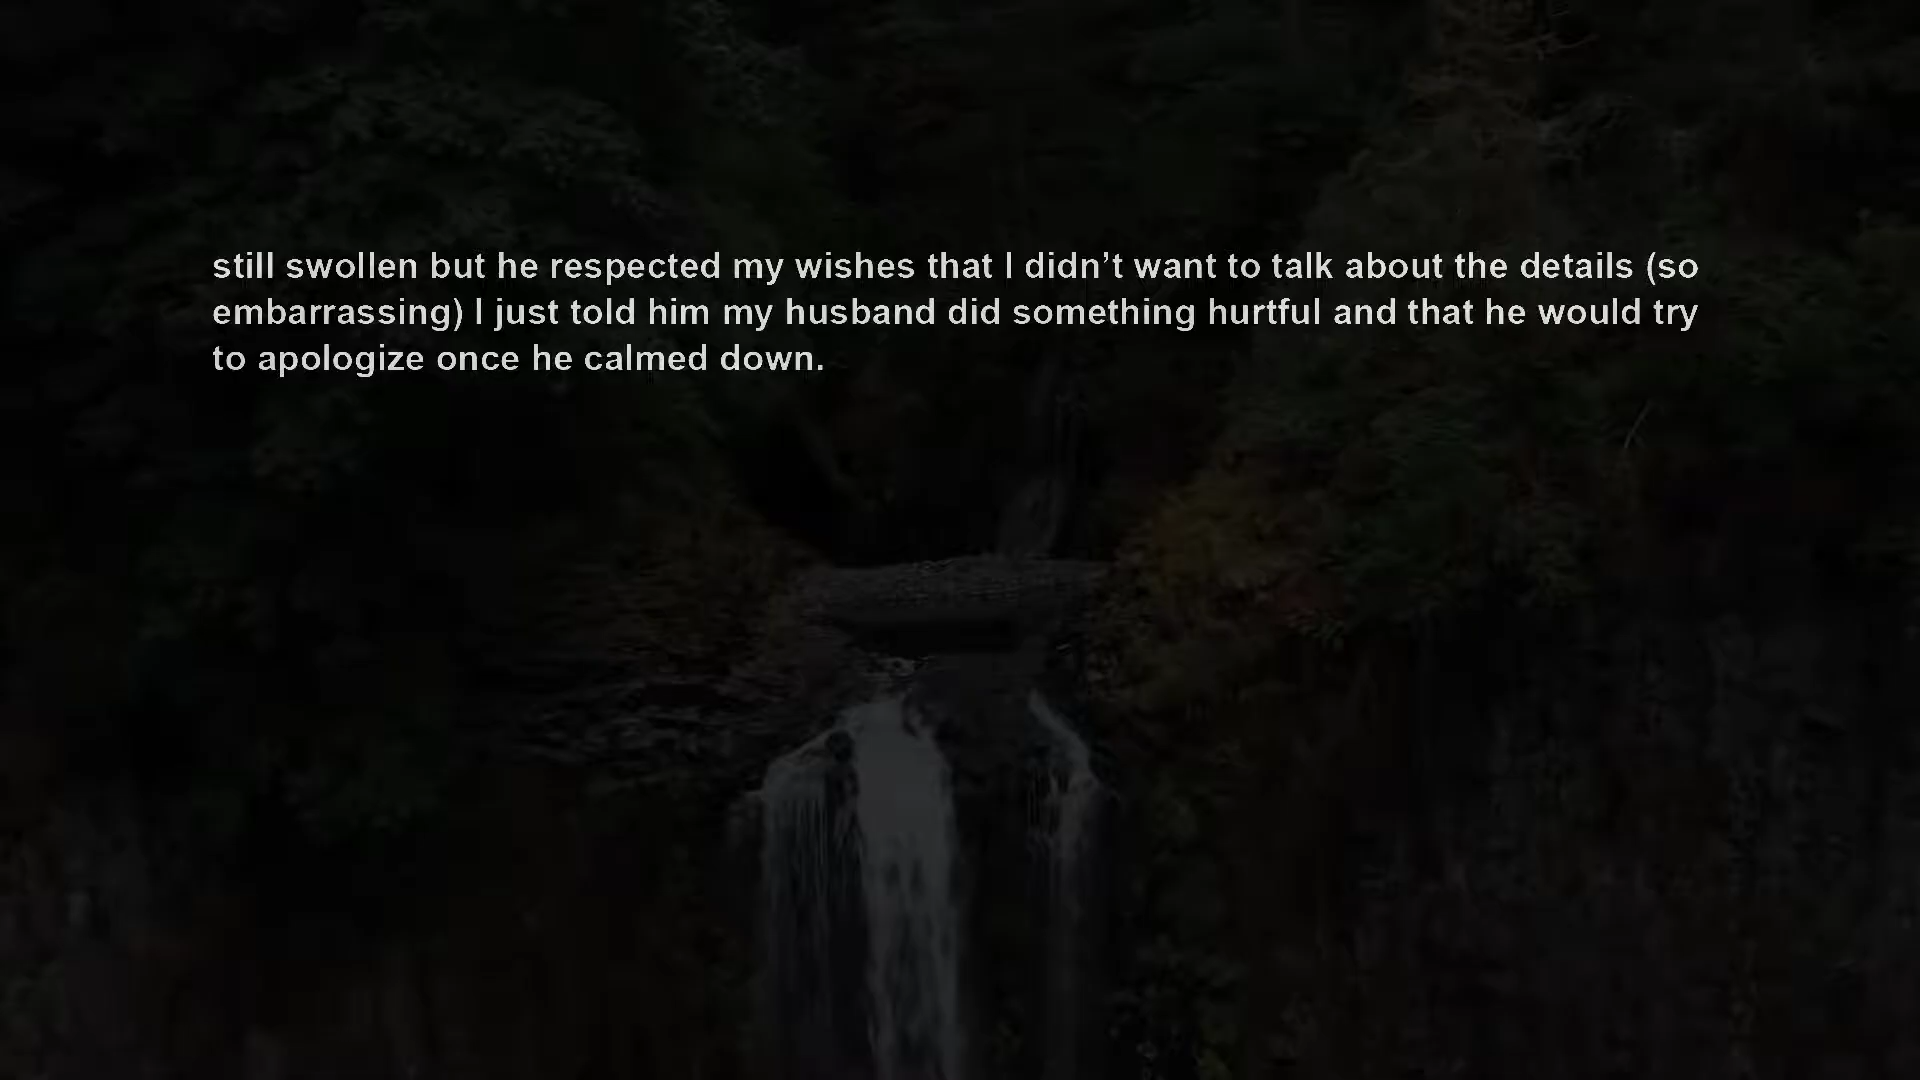 still swollen but he respected my wishes that I didn’t want to talk about the details (so
embarrassing) I just told him my husband did something hurtful and that he would try
to apologize once he calmed down.